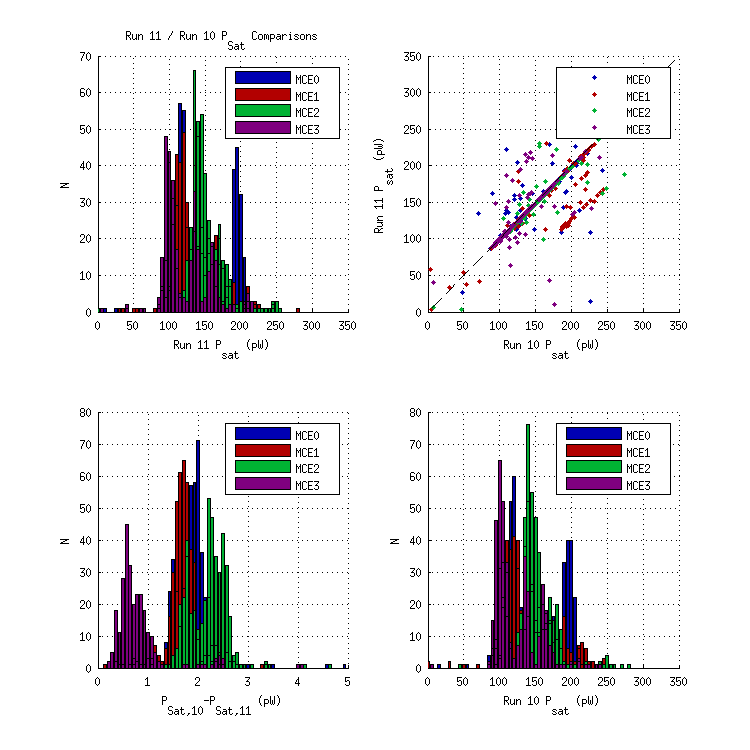 Run 11 / Run 10 P Sat Comparisons
70
60
50
40
30
20
10
0
N
MCE0
MCE1
MCE2
MCE3
0 50 100 150 200 250 300 350
Run 11 P sat (pW)
350
300
250
200
150
100
50
0
Run 11 P sat (pW)
MCE0
MCE1
MCE2
MCE3
0 50 100 150 200 250 300 350
Run 10 P sat (pW)
80
70
60
50
40
30
20
10
0
N
MCE0
MCE1
MCE2
MCE3
0 1 2 3 4 5
P Sat,10 -P Sat,11 (pW)
80
70
60
50
40
30
20
10
0
N
MCE0
MCE1
MCE2
MCE3
0 50 100 150 200 250 300 350
Run 10 P sat (pW)